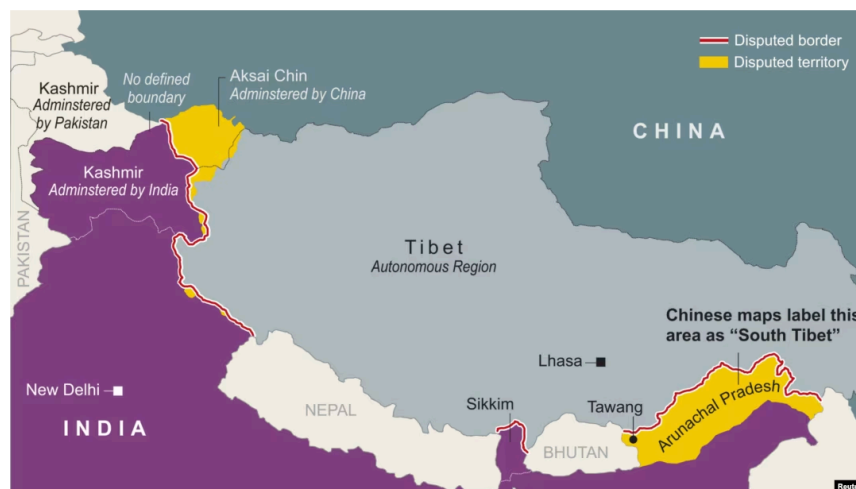 Disputed border
Disputed territory
Kashmir
Adminstered
by Pakistan
No defined
boundary
Aksai Chin
Adminstered by China
CHINA
Kashmir
Adminstered by India
PAKISTAN
Tibet
Autonomous Region
Chinese maps label this
area as “South Tibet”
Lhasa
New Delhi
INDIA
NEPAL
Sikkim
BHUTAN
Tawang
Arunachal Pradesh